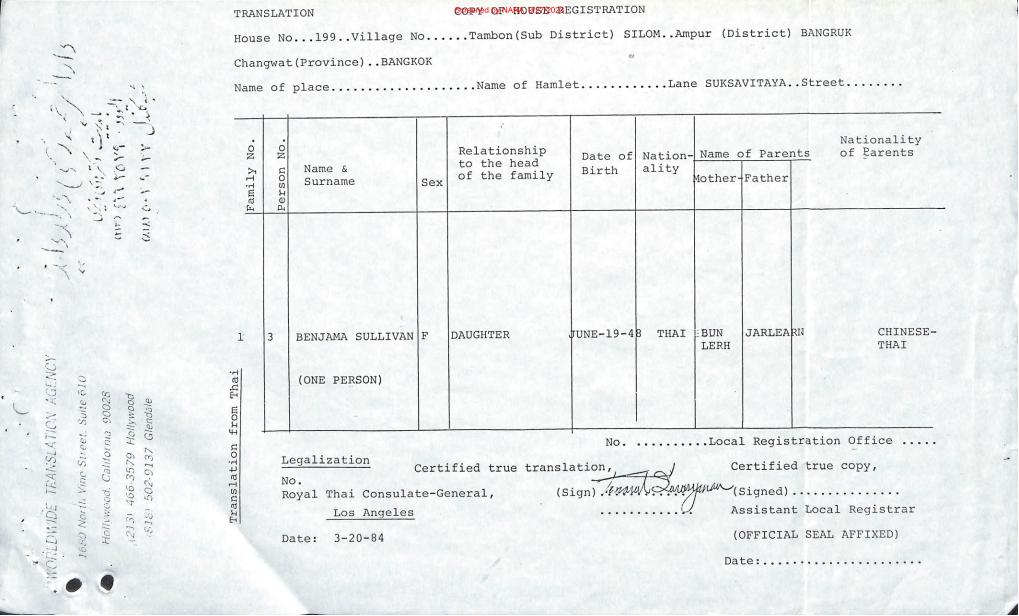 TRANSLATION
COPY OF HOUSE REGISTRATION
House No...199..Village No......Tambon(Sub District) SILOM..Ampur (District) BANGRUK
Changwat(Province)..BANGKOK
Name of place....................Name of Hamlet............Lane SUKSAVITAYA..Street........
Family No.
Person No.
Name &
Surname
Sex
Relationship
to the head
of the family
Date of
Birth
Nation-
ality
Name of Parents
Mother-Father
Nationality
of Parents
1 3 BENJAMA SULLIVAN F DAUGHTER JUNE-19-48 THAI BUN JARLEARN CHINESE-
LERH THAI
(ONE PERSON)
No. ..........Local Registration Office .....
Legalization
Certified true translation,
Certified true copy,
No.
Royal Thai Consulate-General,
(Sign)
(Signed)..............
Los Angeles
Assistant Local Registrar
Date: 3-20-84
(OFFICIAL SEAL AFFIXED)
Date:......................
Translation from Thai
WORLDWIDE TRANSLATION AGENCY
1680 North Vine Street, Suite 610
Hollywood, California 90028
(213) 466-3579 Hollywood
(818) 502-9137 Glendale